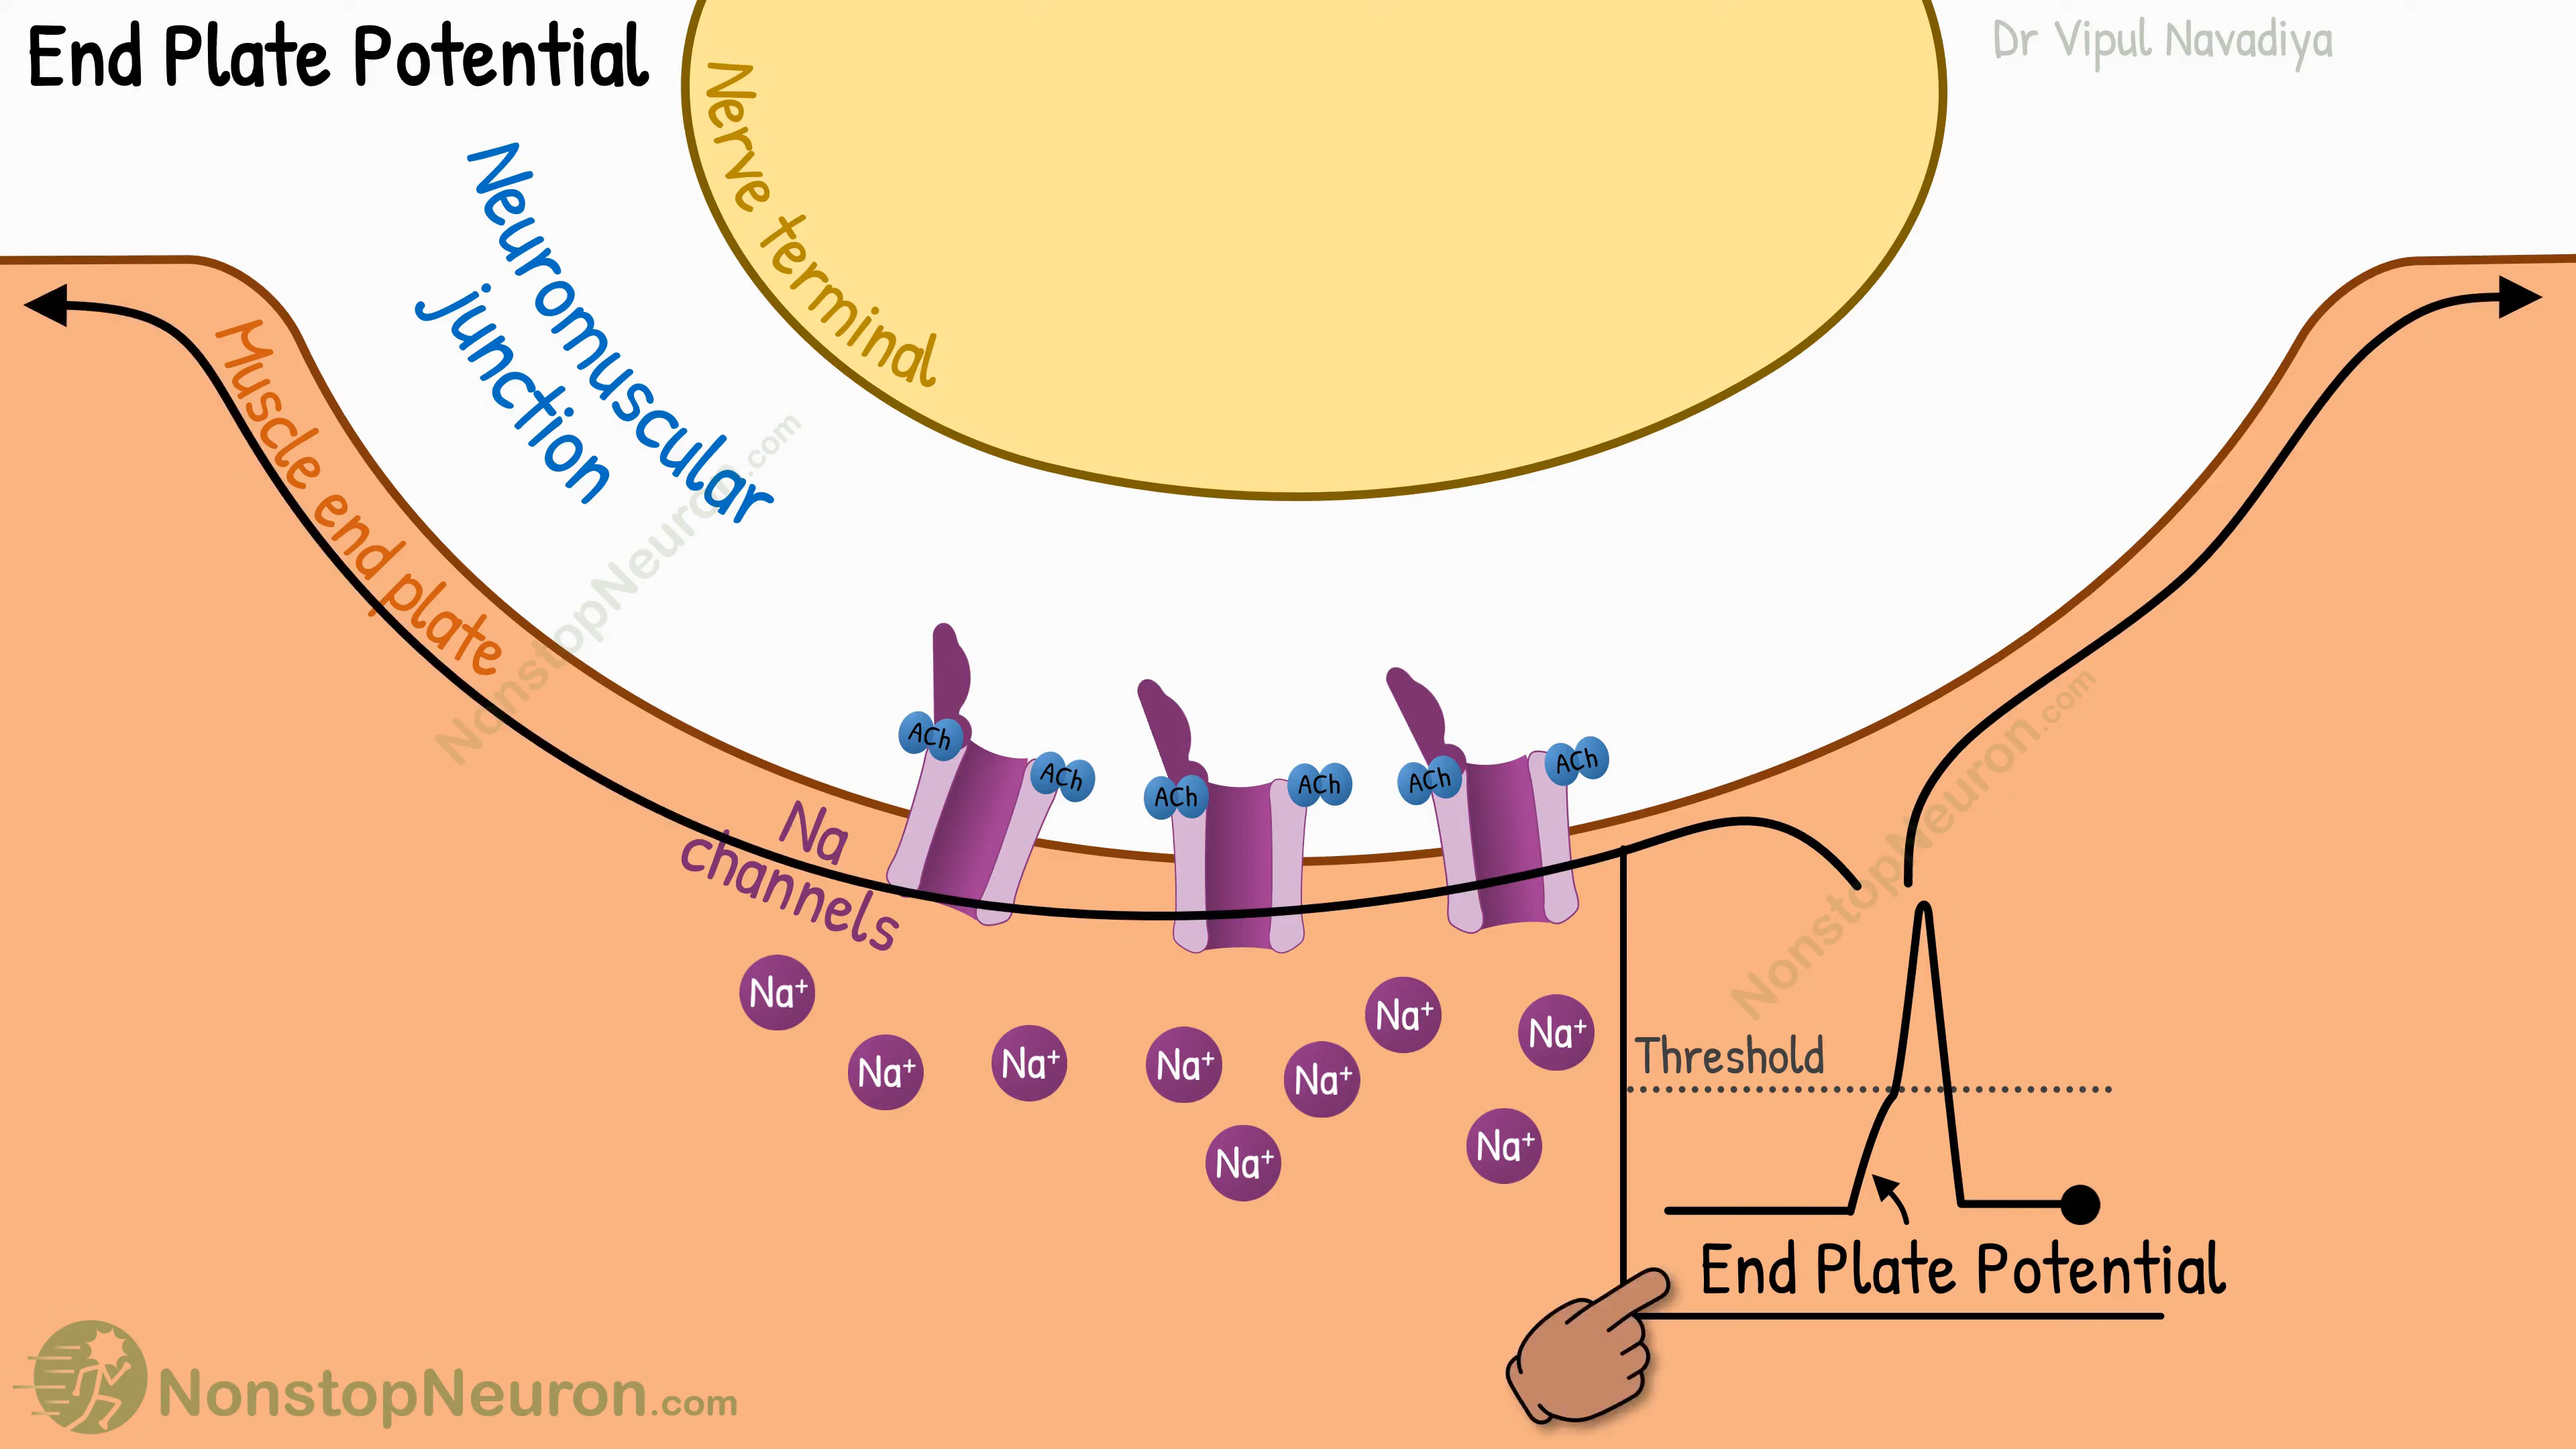 End Plate Potential
Dr Vipul Navadiya
Nerve terminal
Neuromuscular
junction
Muscle end plate
NonstopNeuron.com
ACh
ACh
ACh
ACh
ACh
ACh
Na
channels
NonstopNeuron.com
Na⁺
Na⁺
Na⁺
Na⁺
Na⁺
Na⁺
Na⁺
Na⁺
Na⁺
Threshold
End Plate Potential
NonstopNeuron.com